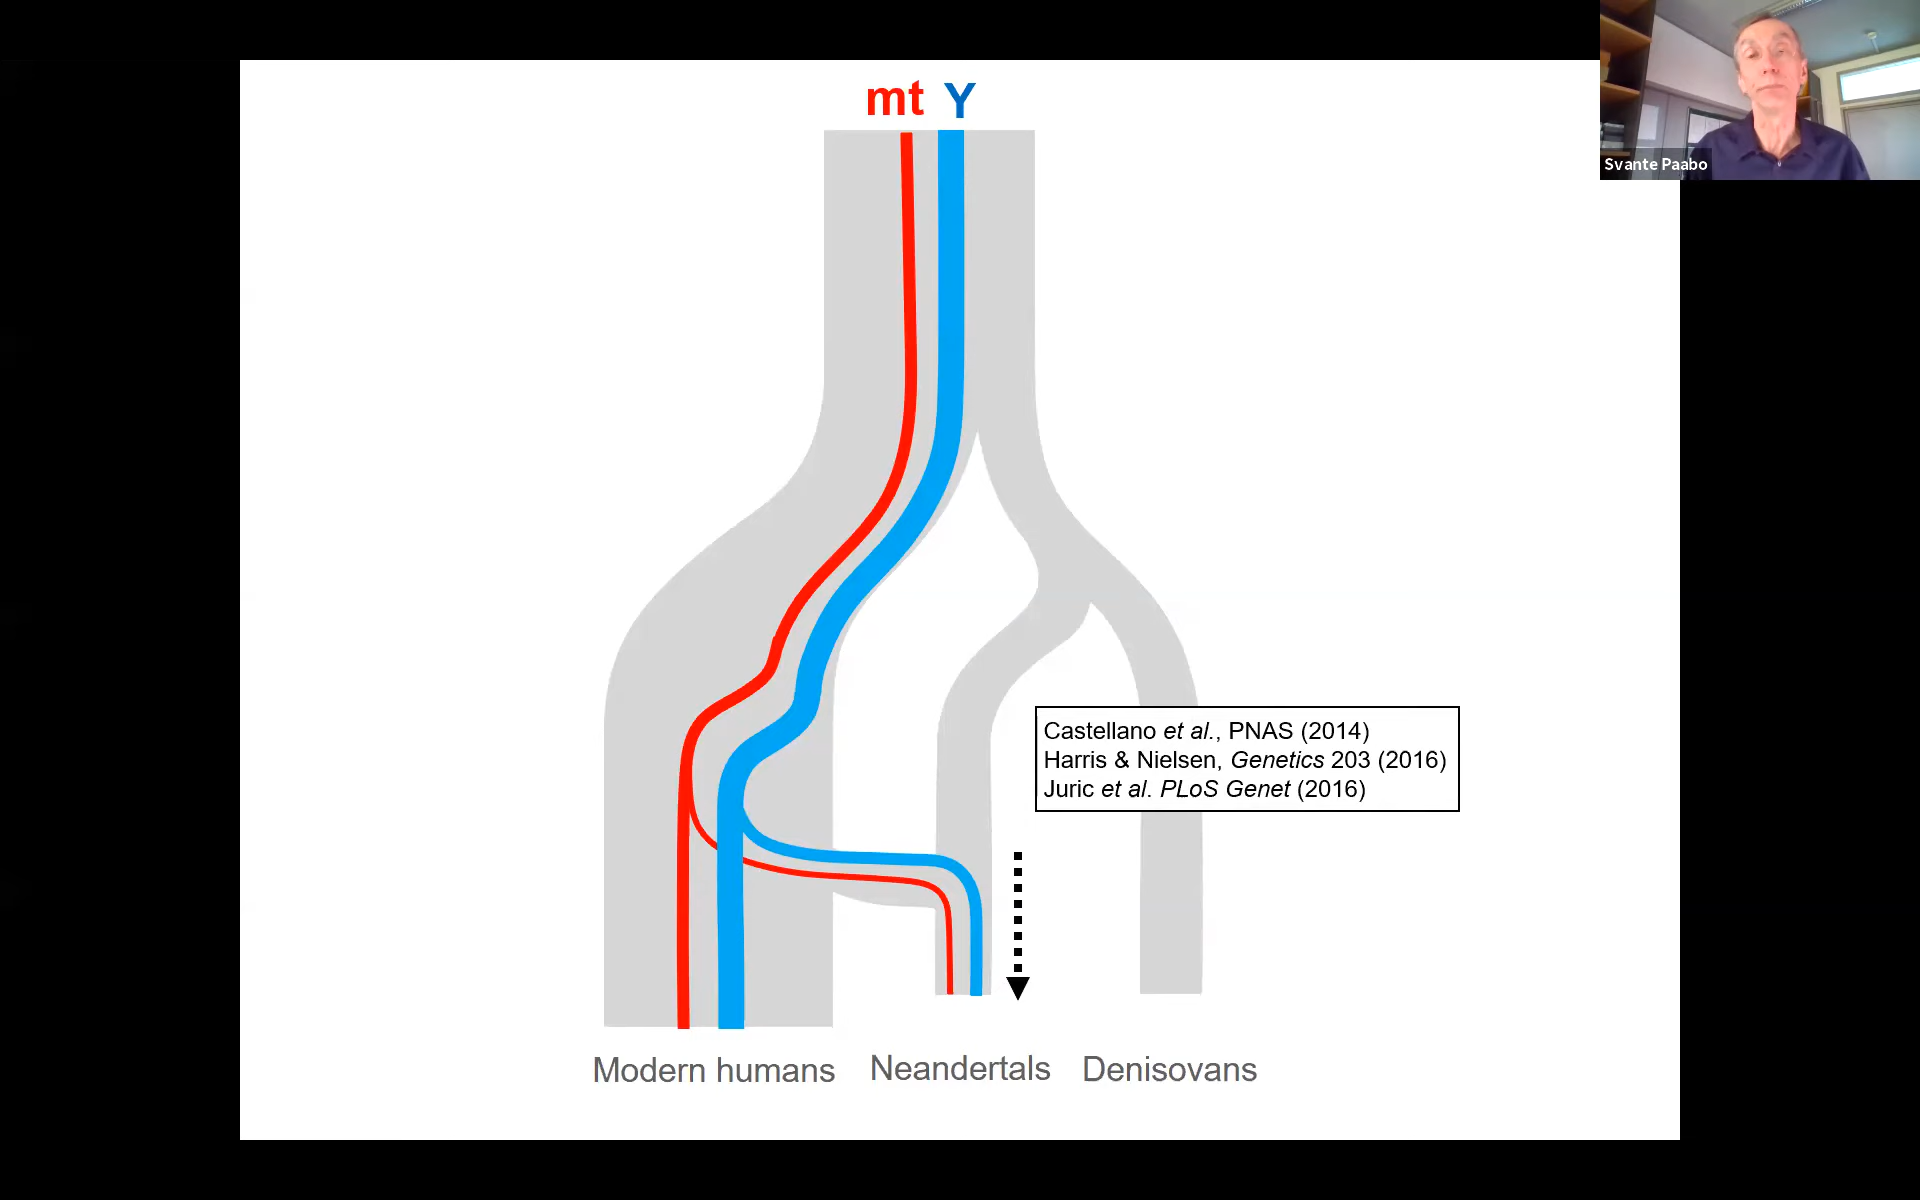 mt Y
Svante Paabo
Castellano et al., PNAS (2014)
Harris & Nielsen, Genetics 203 (2016)
Juric et al. PLoS Genet (2016)
Modern humans
Neandertals
Denisovans